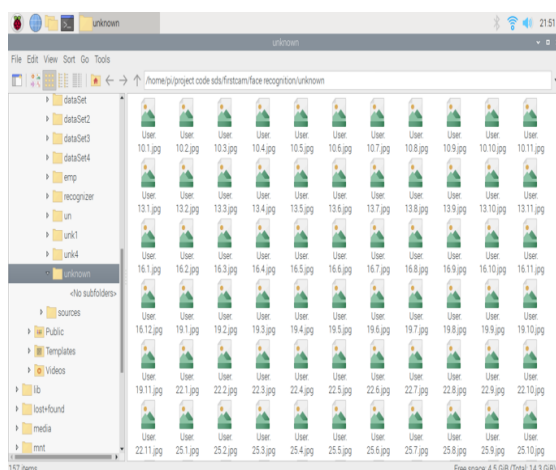 unknown
21:51
unknown
File Edit View Sort Go Tools
/home/pi/project code sds/firstcam/face recognition/unknown
dataSet
dataSet2
dataSet3
dataSet4
emp
recognizer
un
unk1
unk4
unknown
<No subfolders>
sources
Public
Templates
Videos
lib
lost+found
media
mnt
User. User. User. User. User. User. User. User. User. User. User.
10.1.jpg 10.2.jpg 10.3.jpg 10.4.jpg 10.5.jpg 10.6.jpg 10.7.jpg 10.8.jpg 10.9.jpg 10.10.jpg 10.11.jpg
User. User. User. User. User. User. User. User. User. User. User.
13.1.jpg 13.2.jpg 13.3.jpg 13.4.jpg 13.5.jpg 13.6.jpg 13.7.jpg 13.8.jpg 13.9.jpg 13.10.jpg 13.11.jpg
User. User. User. User. User. User. User. User. User. User. User.
16.1.jpg 16.2.jpg 16.3.jpg 16.4.jpg 16.5.jpg 16.6.jpg 16.7.jpg 16.8.jpg 16.9.jpg 16.10.jpg 16.11.jpg
User. User. User. User. User. User. User. User. User. User. User.
16.12.jpg 19.1.jpg 19.2.jpg 19.3.jpg 19.4.jpg 19.5.jpg 19.6.jpg 19.7.jpg 19.8.jpg 19.9.jpg 19.10.jpg
User. User. User. User. User. User. User. User. User. User. User.
19.11.jpg 22.1.jpg 22.2.jpg 22.3.jpg 22.4.jpg 22.5.jpg 22.6.jpg 22.7.jpg 22.8.jpg 22.9.jpg 22.10.jpg
User. User. User. User. User. User. User. User. User. User. User.
22.11.jpg 25.1.jpg 25.2.jpg 25.3.jpg 25.4.jpg 25.5.jpg 25.6.jpg 25.7.jpg 25.8.jpg 25.9.jpg 25.10.jpg
157 items
Free space: 4.5 GiB (Total: 14.3 GiB)